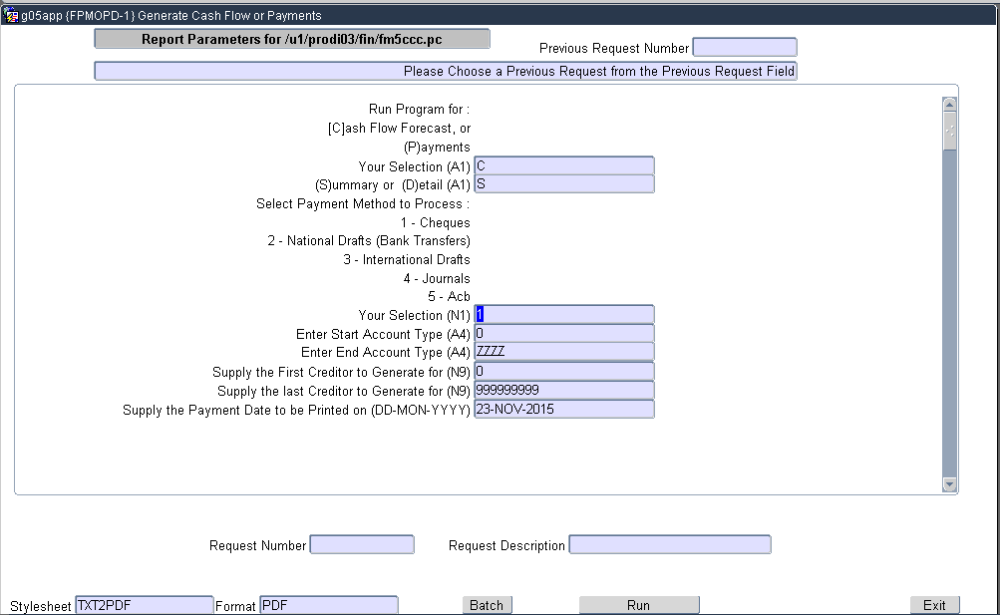 g05app {FPMOPD-1} Generate Cash Flow or Payments
Report Parameters for /u1/prodi03/fin/fm5ccc.pc
Previous Request Number
Please Choose a Previous Request from the Previous Request Field
Run Program for :
[C]ash Flow Forecast, or
(P)ayments
Your Selection (A1) C
(S)ummary or (D)etail (A1) S
Select Payment Method to Process :
1 - Cheques
2 - National Drafts (Bank Transfers)
3 - International Drafts
4 - Journals
5 - Acb
Your Selection (N1) 1
Enter Start Account Type (A4) 0
Enter End Account Type (A4) ZZZZ
Supply the First Creditor to Generate for (N9) 0
Supply the last Creditor to Generate for (N9) 999999999
Supply the Payment Date to be Printed on (DD-MON-YYYY) 23-NOV-2015
Request Number Request Description
Stylesheet TXT2PDF Format PDF Batch Run Exit